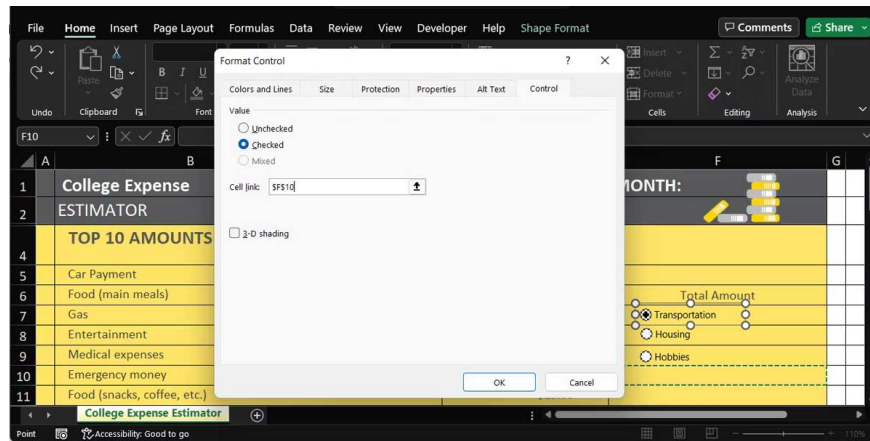 File Home Insert Page Layout Formulas Data Review View Developer Help Shape Format Comments Share
Paste
B I U
Insert
Delete
Format
Analyze
Data
Undo Clipboard Font Cells Editing Analysis
F10 fx
Format Control ? X
Colors and Lines Size Protection Properties Alt Text Control
Value
Unchecked
Checked
Mixed
Cell link: $F$10
3-D shading
OK Cancel
A B F G
1 College Expense MONTH:
2 ESTIMATOR
4 TOP 10 AMOUNTS
5 Car Payment
6 Food (main meals) Total Amount
7 Gas Transportation
8 Entertainment Housing
9 Medical expenses Hobbies
10 Emergency money
11 Food (snacks, coffee, etc.)
College Expense Estimator
Point Accessibility: Good to go 110%